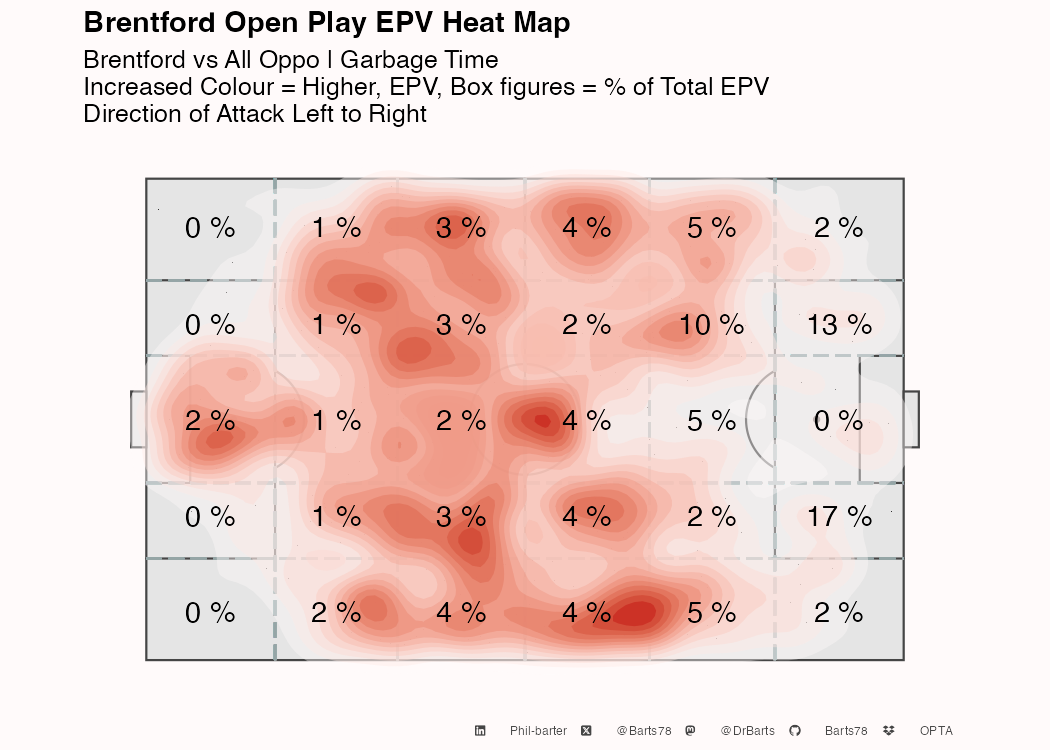 Brentford Open Play EPV Heat Map
Brentford vs All Oppo | Garbage Time
Increased Colour = Higher, EPV, Box figures = % of Total EPV
Direction of Attack Left to Right
0 % 1 % 3 % 4 % 5 % 2 %
0 % 1 % 3 % 2 % 10 % 13 %
2 % 1 % 2 % 4 % 5 % 0 %
0 % 1 % 3 % 4 % 2 % 17 %
0 % 2 % 4 % 4 % 5 % 2 %
Phil-barter @Barts78 @DrBarts Barts78 OPTA